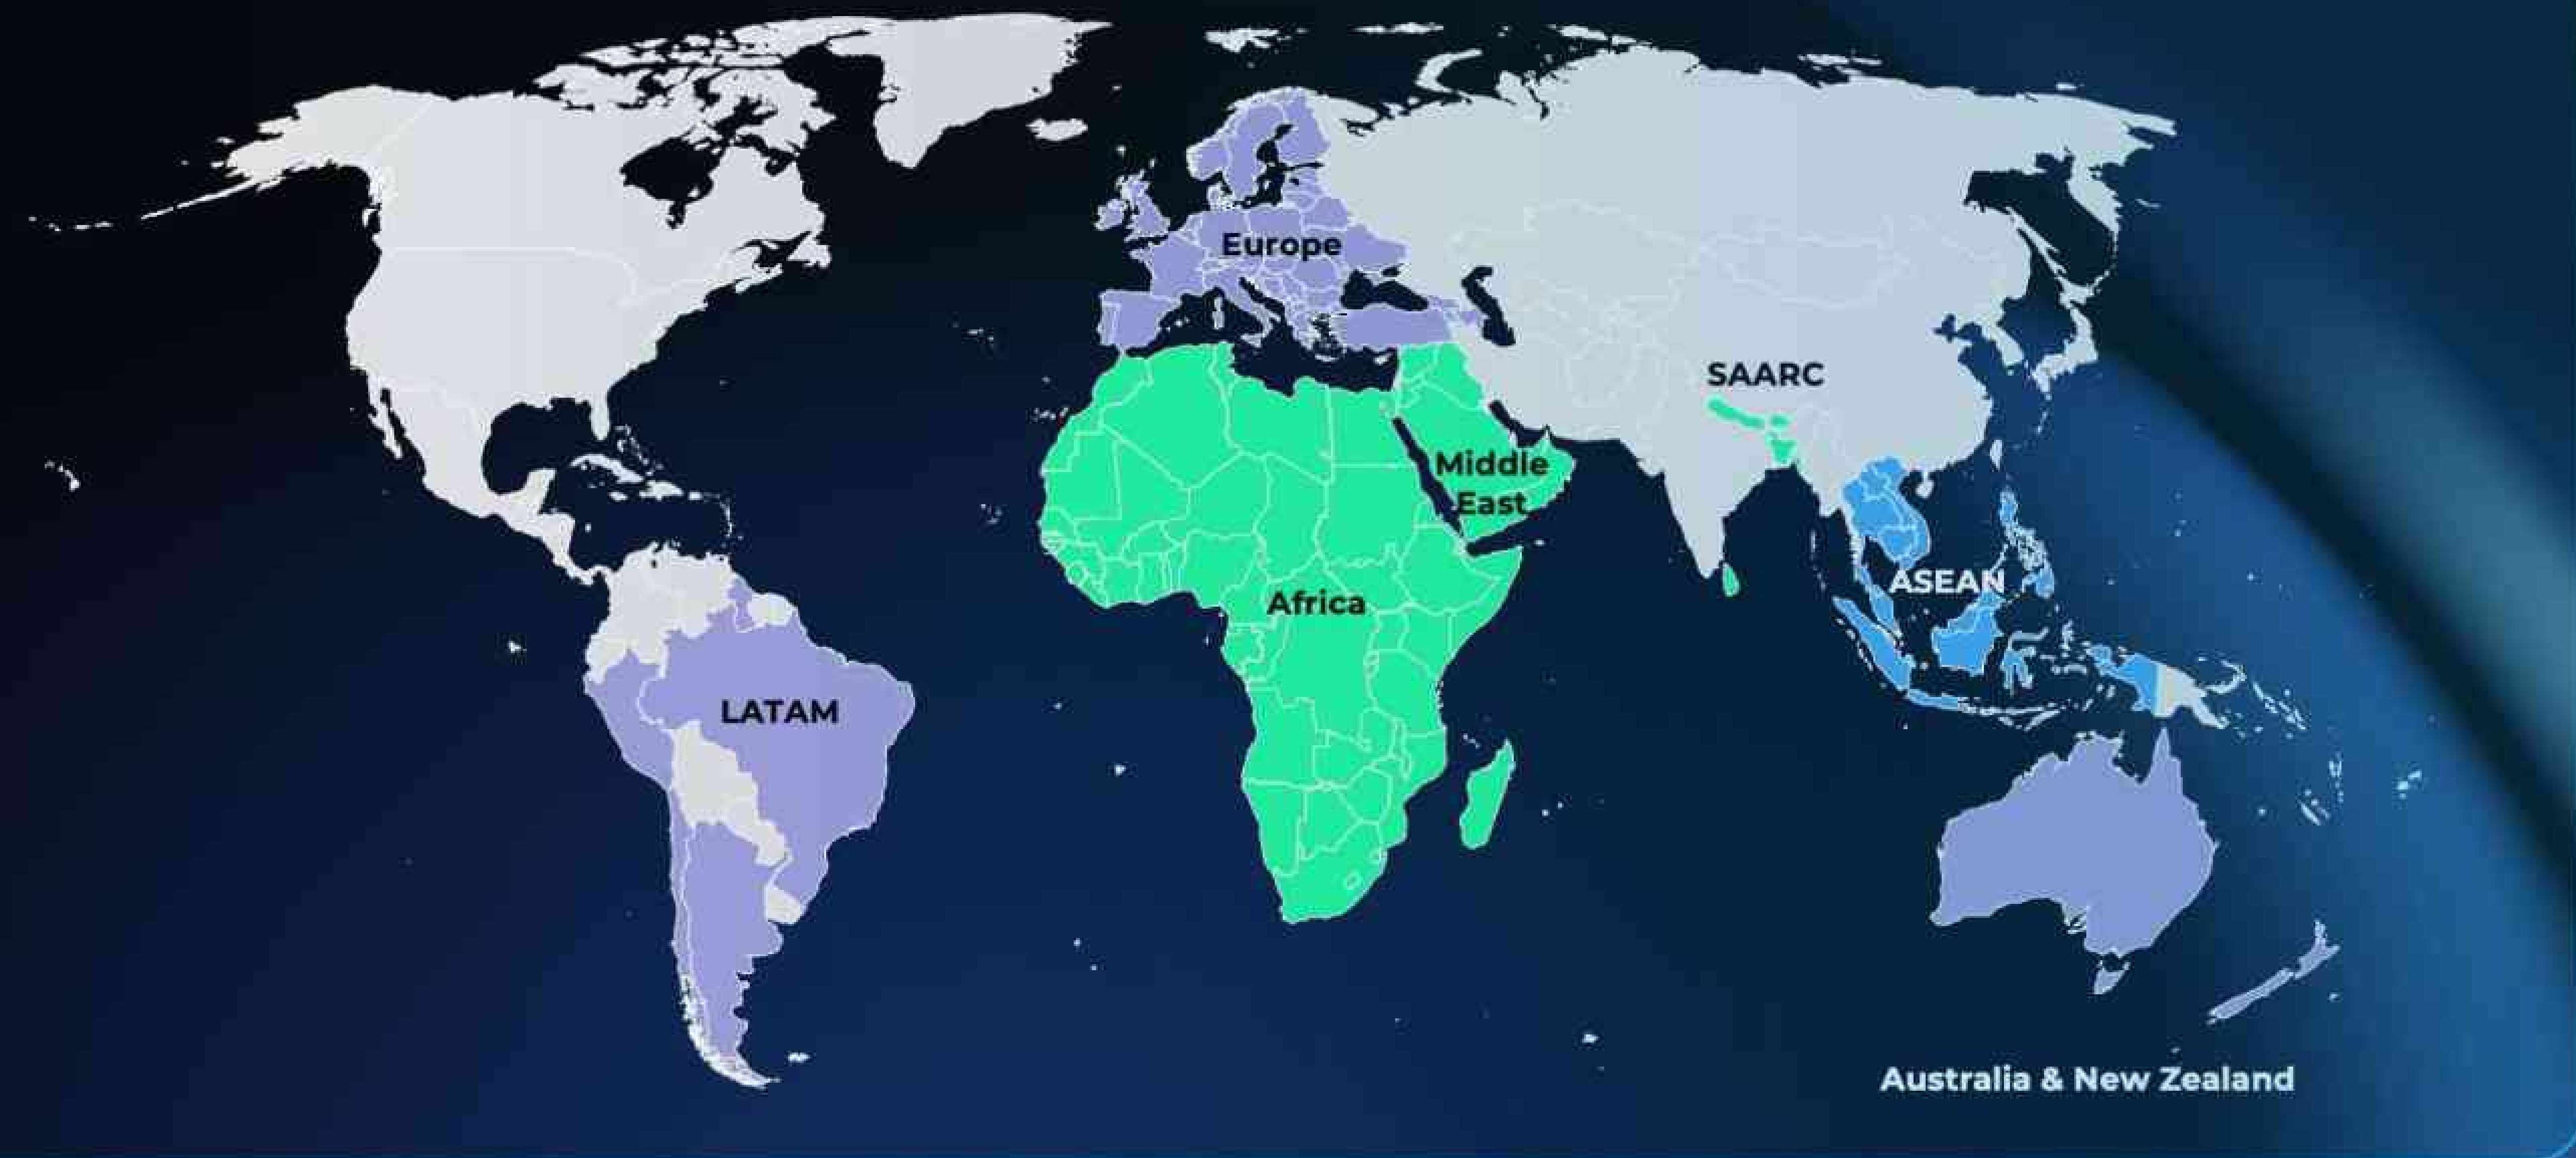 Europe
SAARC
Middle
East
ASEAN
Africa
LATAM
Australia & New Zealand